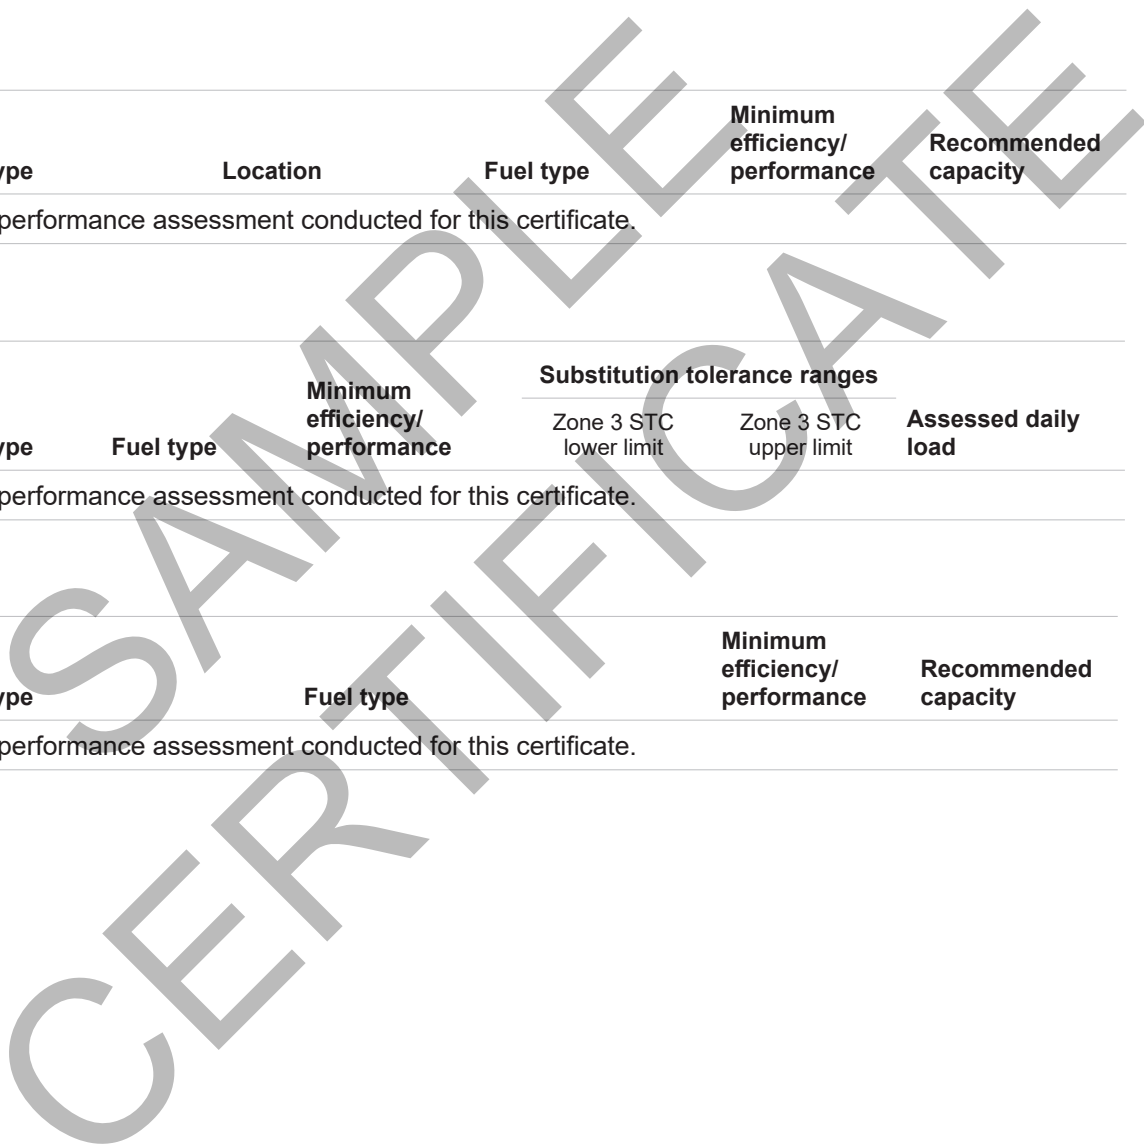 Minimum
efficiency/
performance
Recommended
capacity
ype Location Fuel type
performance assessment conducted for this certificate.
Substitution tolerance ranges
Minimum
efficiency/
performance
Zone 3 STC
lower limit
Zone 3 STC
upper limit
Assessed daily
load
ype Fuel type
performance assessment conducted for this certificate.
Minimum
efficiency/
performance
Recommended
capacity
ype Fuel type
performance assessment conducted for this certificate.
SAMPLE
CERTIFICATE